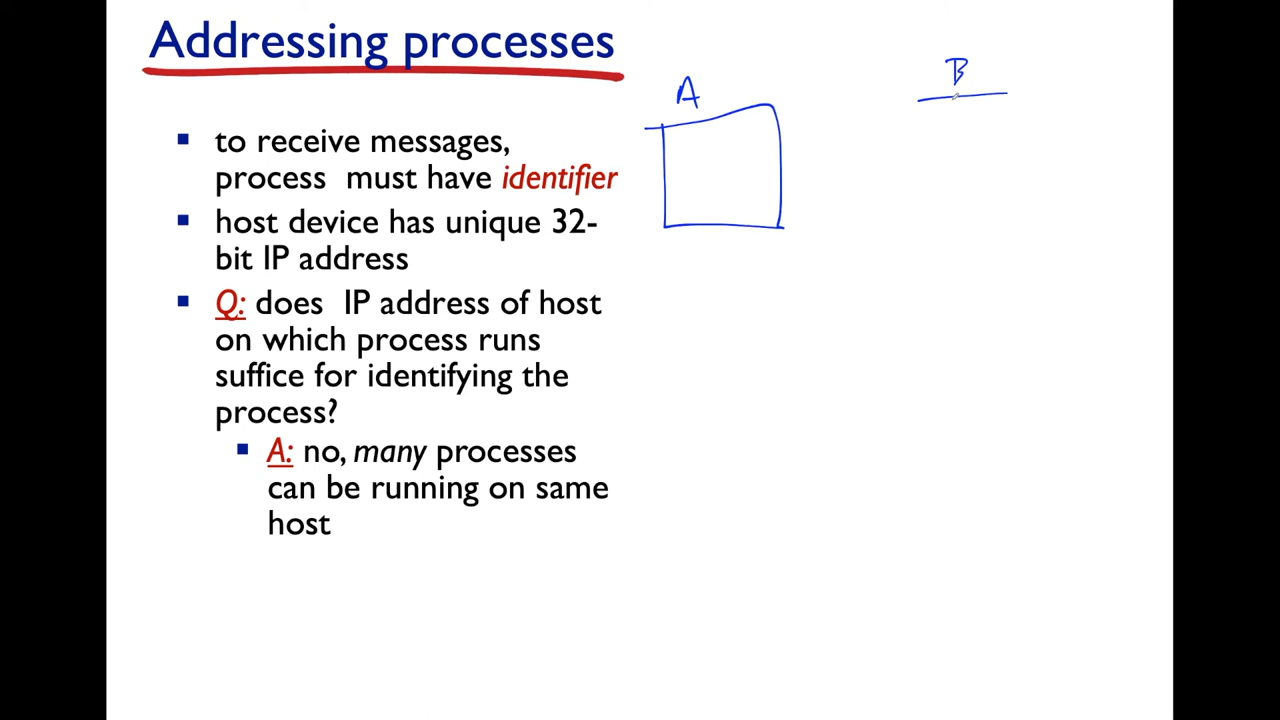 Addressing processes
A
B
to receive messages,
process must have identifier
host device has unique 32-
bit IP address
Q: does IP address of host
on which process runs
suffice for identifying the
process?
A: no, many processes
can be running on same
host